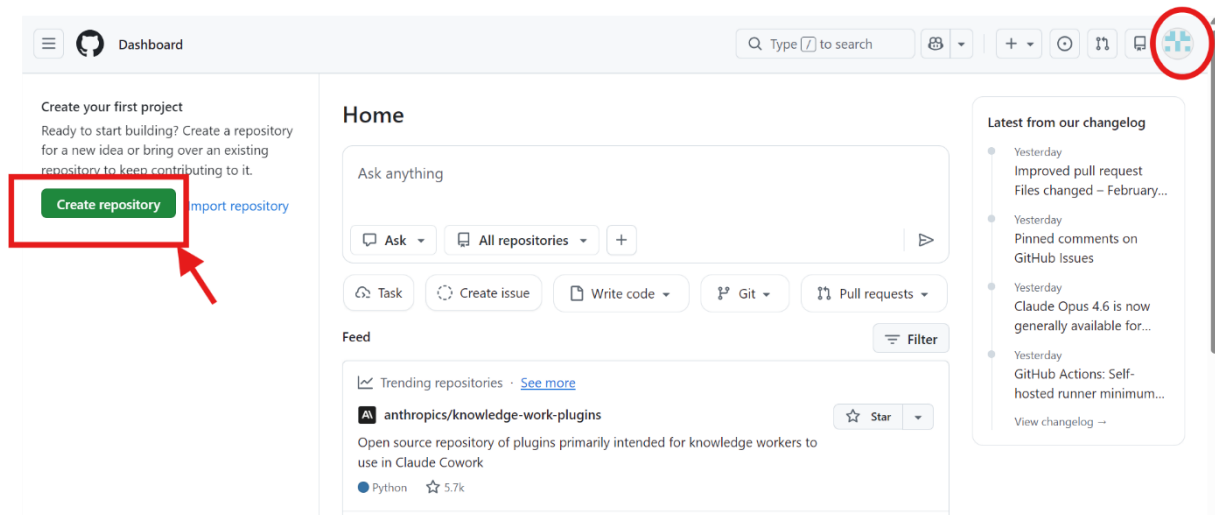 Dashboard
Type / to search
Create your first project
Ready to start building? Create a repository
for a new idea or bring over an existing
repository to keep contributing to it.
Create repository
Import repository
Home
Ask anything
Ask
All repositories
Task
Create issue
Write code
Git
Pull requests
Feed
Filter
Trending repositories · See more
anthropics/knowledge-work-plugins
Star
Open source repository of plugins primarily intended for knowledge workers to
use in Claude Cowork
Python
5.7k
Latest from our changelog
Yesterday
Improved pull request
Files changed – February...
Yesterday
Pinned comments on
GitHub Issues
Yesterday
Claude Opus 4.6 is now
generally available for...
Yesterday
GitHub Actions: Self-
hosted runner minimum...
View changelog →